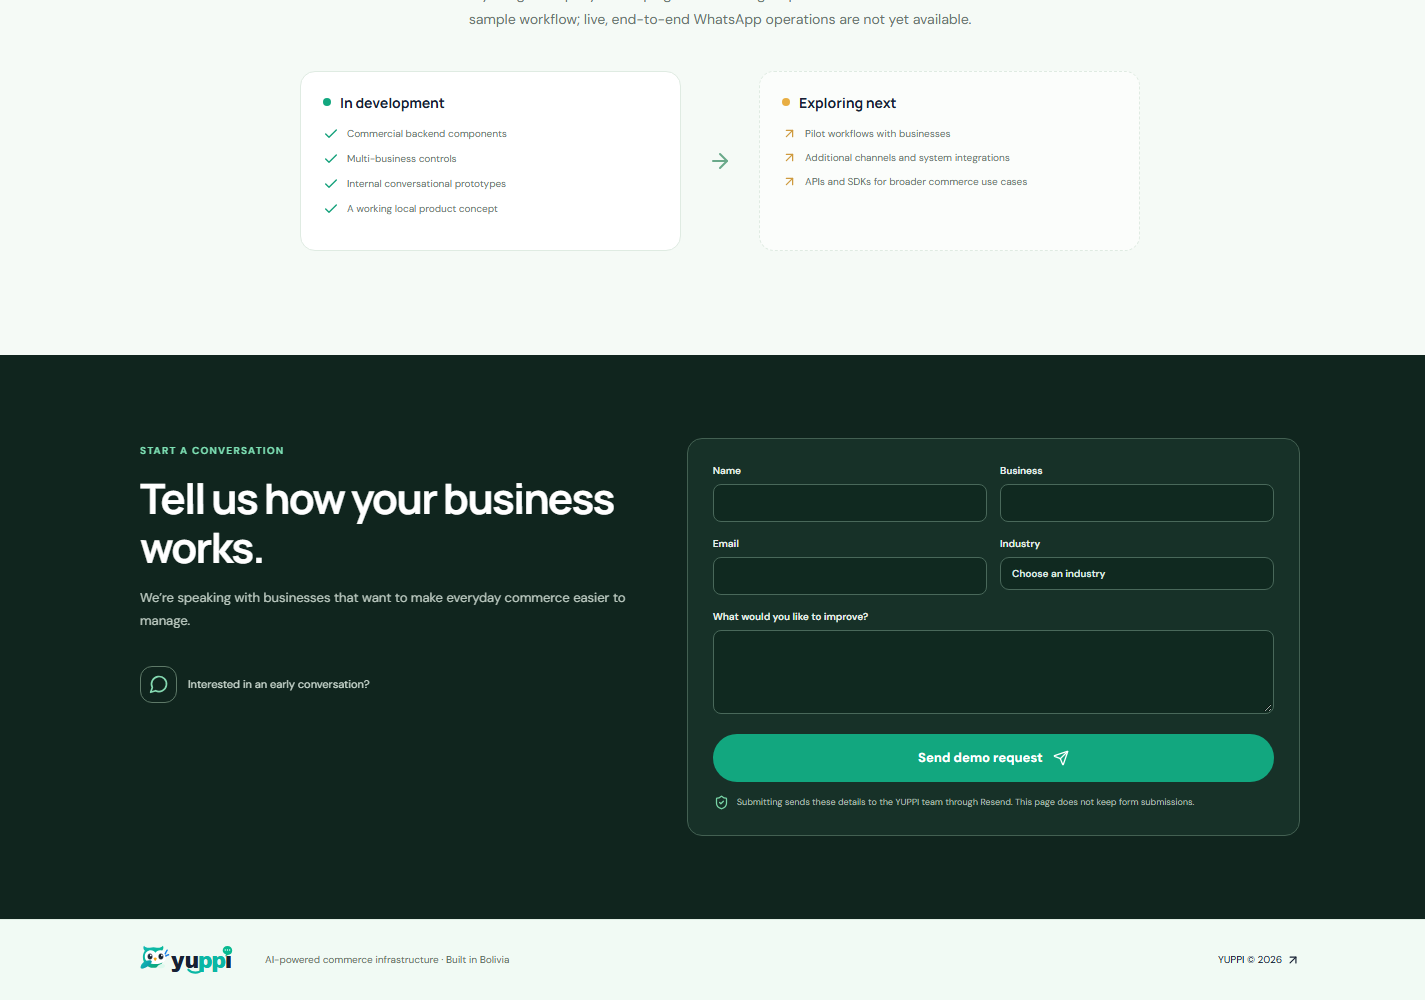 sample workflow; live, end-to-end WhatsApp operations are not yet available.
In development
Commercial backend components
Multi-business controls
Internal conversational prototypes
A working local product concept
Exploring next
Pilot workflows with businesses
Additional channels and system integrations
APIs and SDKs for broader commerce use cases
START A CONVERSATION
Tell us how your business
works.
We’re speaking with businesses that want to make everyday commerce easier to
manage.
Interested in an early conversation?
Name
Business
Email
Industry
Choose an industry
What would you like to improve?
Send demo request
Submitting sends these details to the YUPPI team through Resend. This page does not keep form submissions.
yuppi
AI-powered commerce infrastructure · Built in Bolivia
YUPPI © 2026